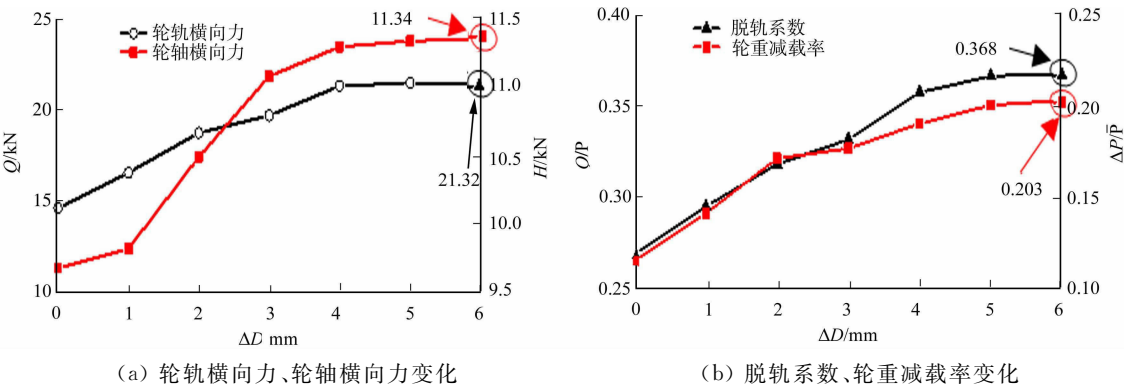 25
20
15
10
Q/kN
轮轨横向力
轮轴横向力
11.34
21.32
11.5
11.0
10.5
10.0
9.5
H/kN
0 1 2 3 4 5 6
ΔD mm
(a) 轮轨横向力、轮轴横向力变化
0.40
0.35
0.30
0.25
Q/P
脱轨系数
轮重减载率
0.368
0.203
0.25
0.20
0.15
0.10
ΔP/P̅
0 1 2 3 4 5 6
ΔD/mm
(b) 脱轨系数、轮重减载率变化